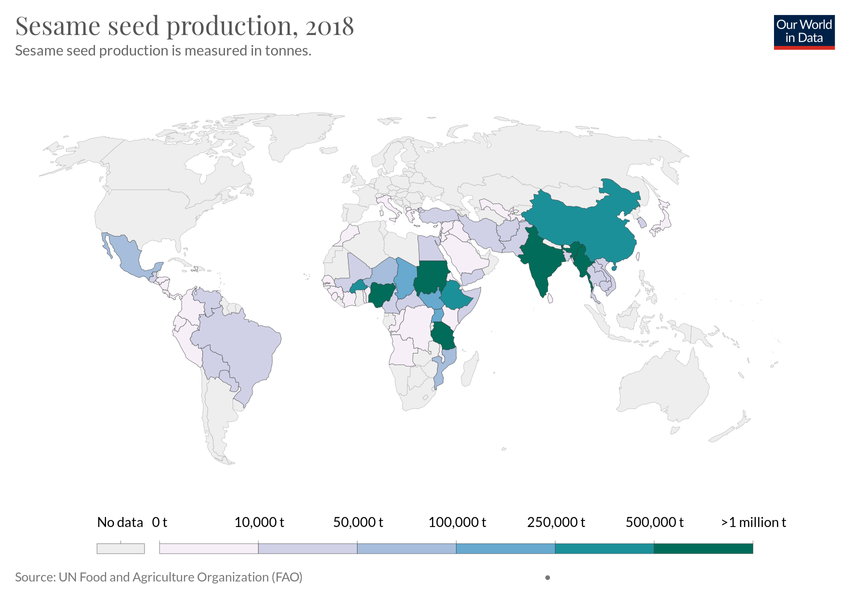 Sesame seed production, 2018
Sesame seed production is measured in tonnes.
Our World
in Data
No data 0 t 10,000 t 50,000 t 100,000 t 250,000 t 500,000 t >1 million t
Source: UN Food and Agriculture Organization (FAO)